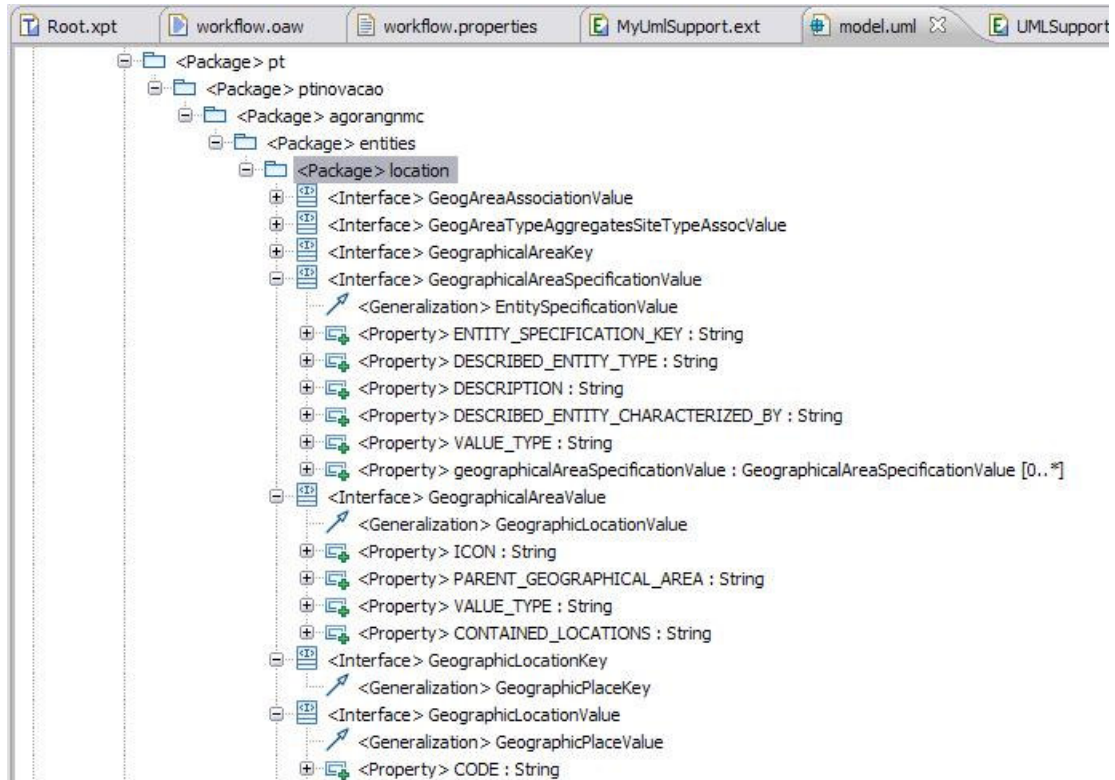 Root.xpt workflow.oaw workflow.properties MyUmlSupport.ext model.uml UMLSupport
<Package> pt
<Package> ptinovacao
<Package> agorangnmc
<Package> entities
<Package> location
<Interface> GeogAreaAssociationValue
<Interface> GeogAreaTypeAggregatesSiteTypeAssocValue
<Interface> GeographicalAreaKey
<Interface> GeographicalAreaSpecificationValue
<Generalization> EntitySpecificationValue
<Property> ENTITY_SPECIFICATION_KEY : String
<Property> DESCRIBED_ENTITY_TYPE : String
<Property> DESCRIPTION : String
<Property> DESCRIBED_ENTITY_CHARACTERIZED_BY : String
<Property> VALUE_TYPE : String
<Property> geographicalAreaSpecificationValue : GeographicalAreaSpecificationValue [0..*]
<Interface> GeographicalAreaValue
<Generalization> GeographicLocationValue
<Property> ICON : String
<Property> PARENT_GEOGRAPHICAL_AREA : String
<Property> VALUE_TYPE : String
<Property> CONTAINED_LOCATIONS : String
<Interface> GeographicLocationKey
<Generalization> GeographicPlaceKey
<Interface> GeographicLocationValue
<Generalization> GeographicPlaceValue
<Property> CODE : String